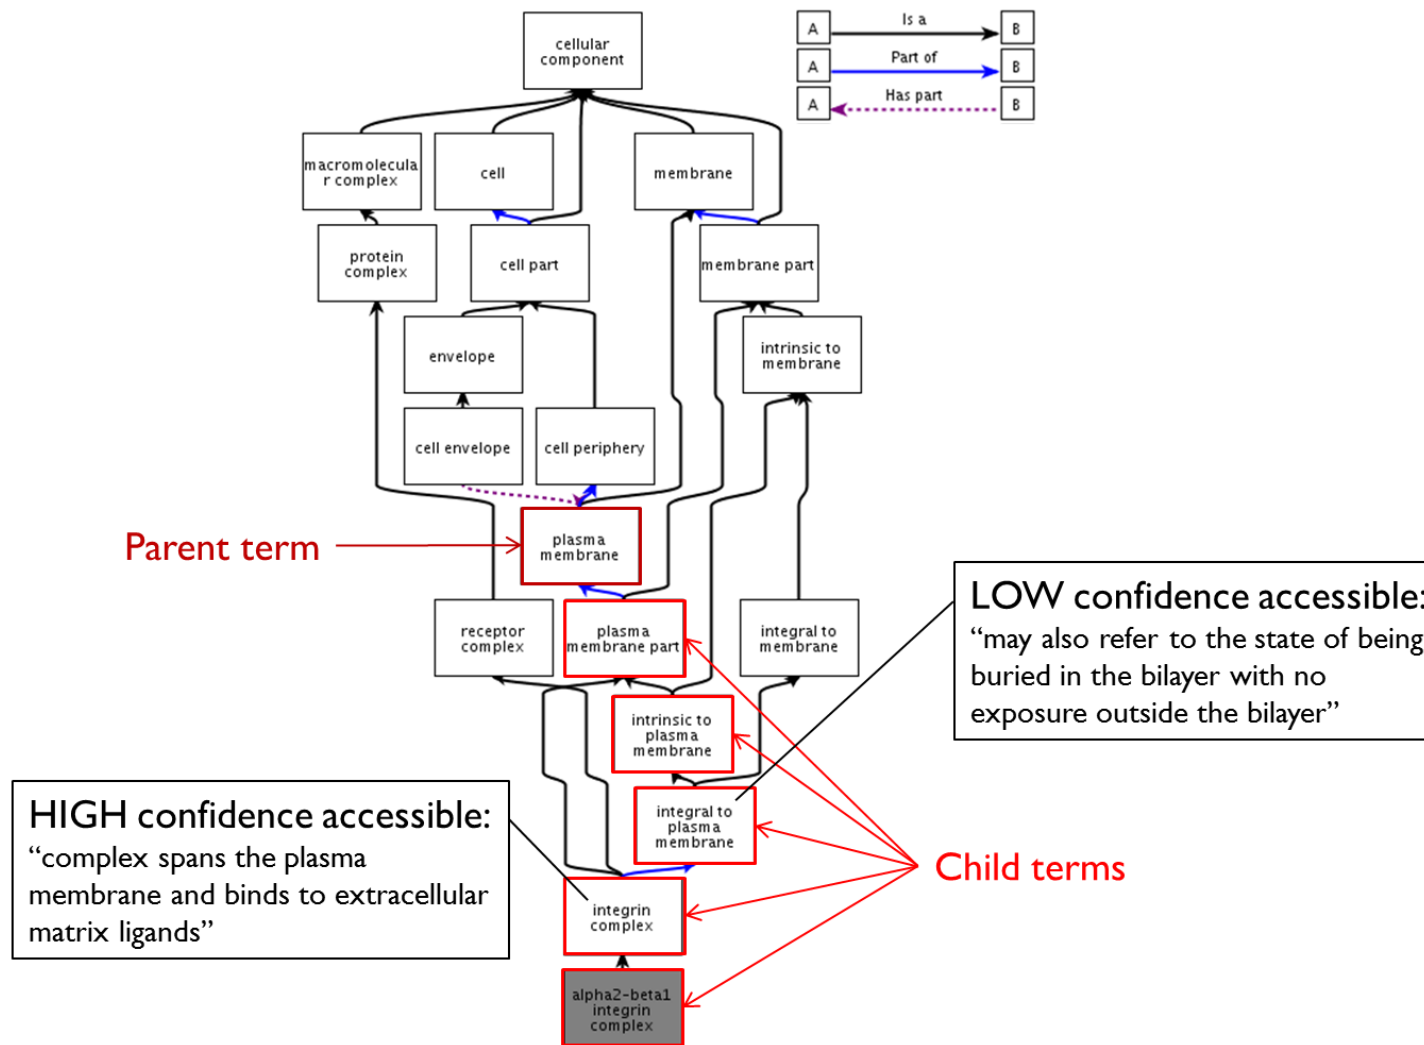 cellular
component
A
Is a
B
A
Part of
B
A
Has part
B
macromolecula
r complex
cell
membrane
protein
complex
cell part
membrane part
envelope
intrinsic to
membrane
cell envelope
cell periphery
Parent term
plasma
membrane
receptor
complex
plasma
membrane part
integral to
membrane
LOW confidence accessible:
“may also refer to the state of being
buried in the bilayer with no
exposure outside the bilayer”
intrinsic to
plasma
membrane
integral to
plasma
membrane
HIGH confidence accessible:
“complex spans the plasma
membrane and binds to extracellular
matrix ligands”
Child terms
integrin
complex
alpha2-beta1
integrin
complex